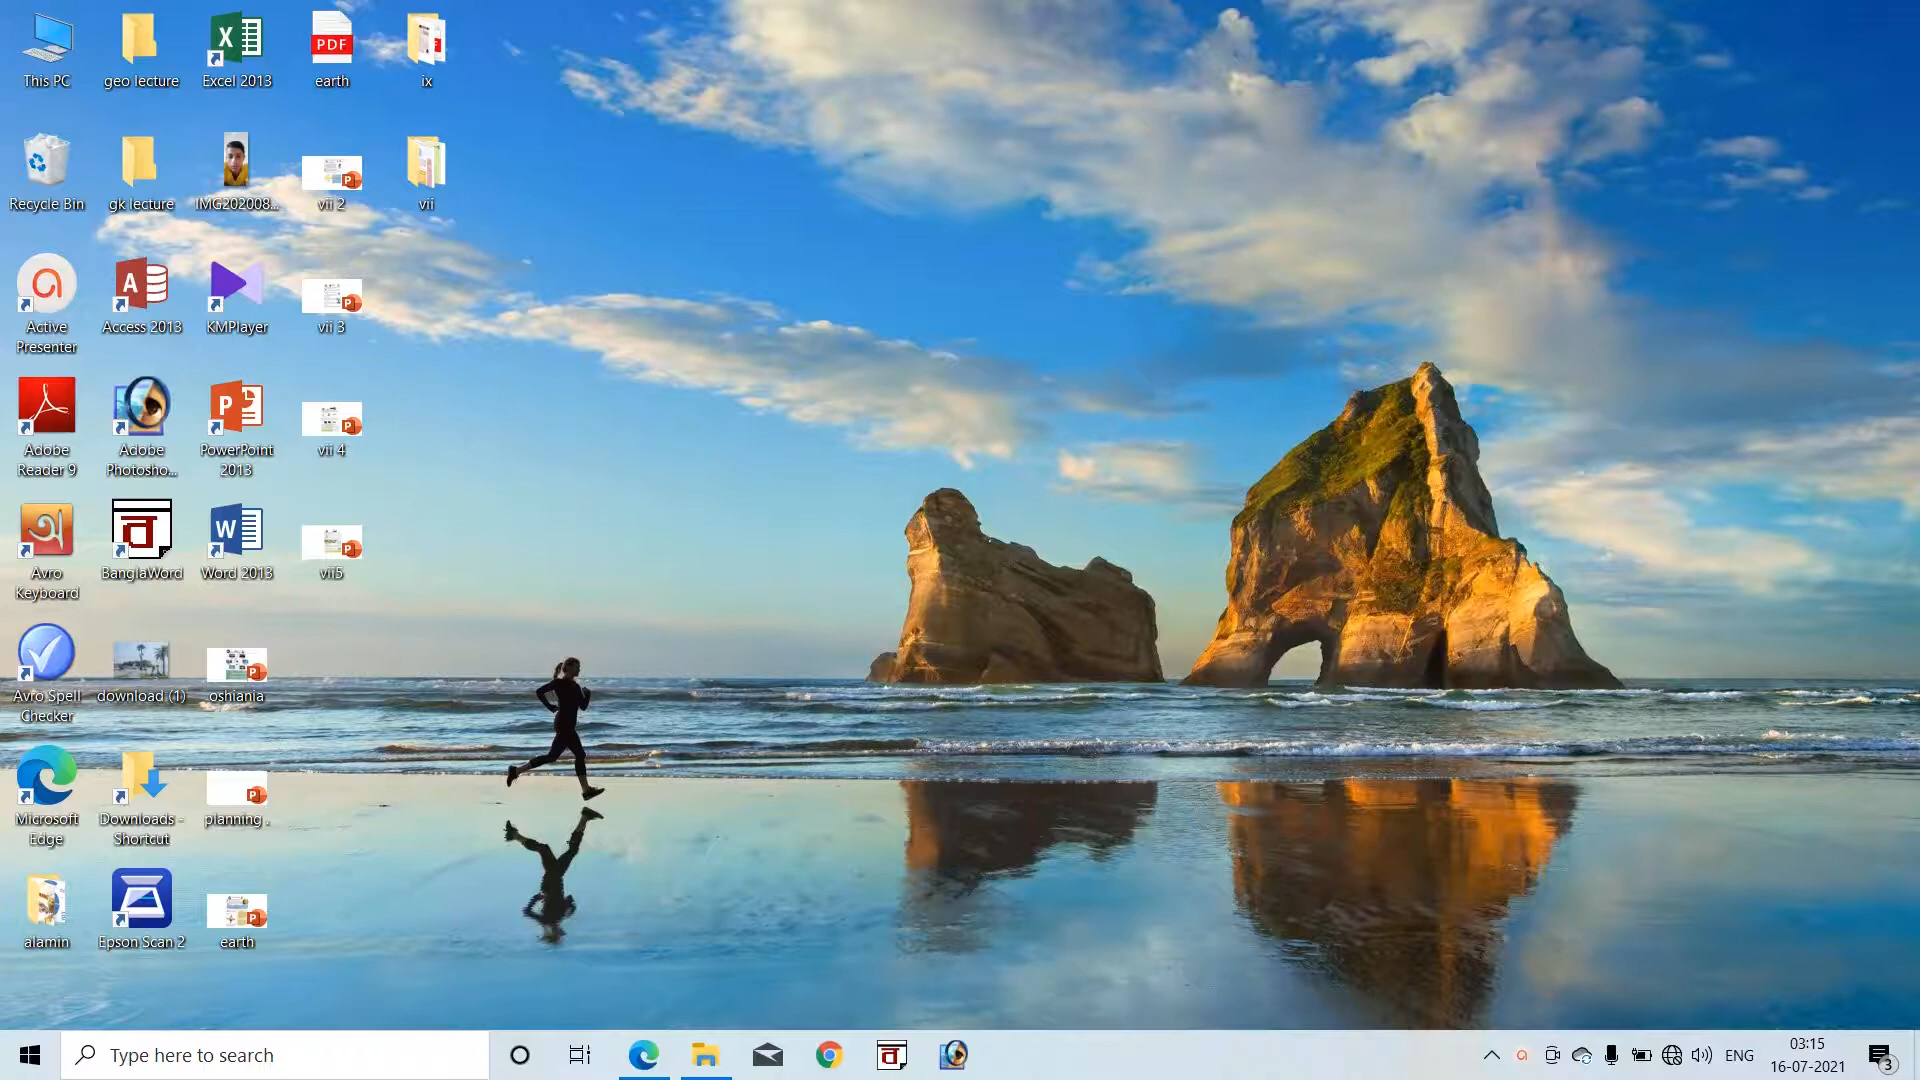 This PC
geo lecture
Excel 2013
PDF
earth
ix
Recycle Bin
gk lecture
IMG202008...
vii 2
vii
Active
Presenter
Access 2013
KMPlayer
vii 3
Adobe
Reader 9
Adobe
Photosho...
PowerPoint
2013
vii 4
Avro
Keyboard
BanglaWord
Word 2013
vii5
Avro Spell
Checker
download (1)
oshiania
Microsoft
Edge
Downloads -
Shortcut
planning .
alamin
Epson Scan 2
earth
Type here to search
ENG
03:15
16-07-2021
3